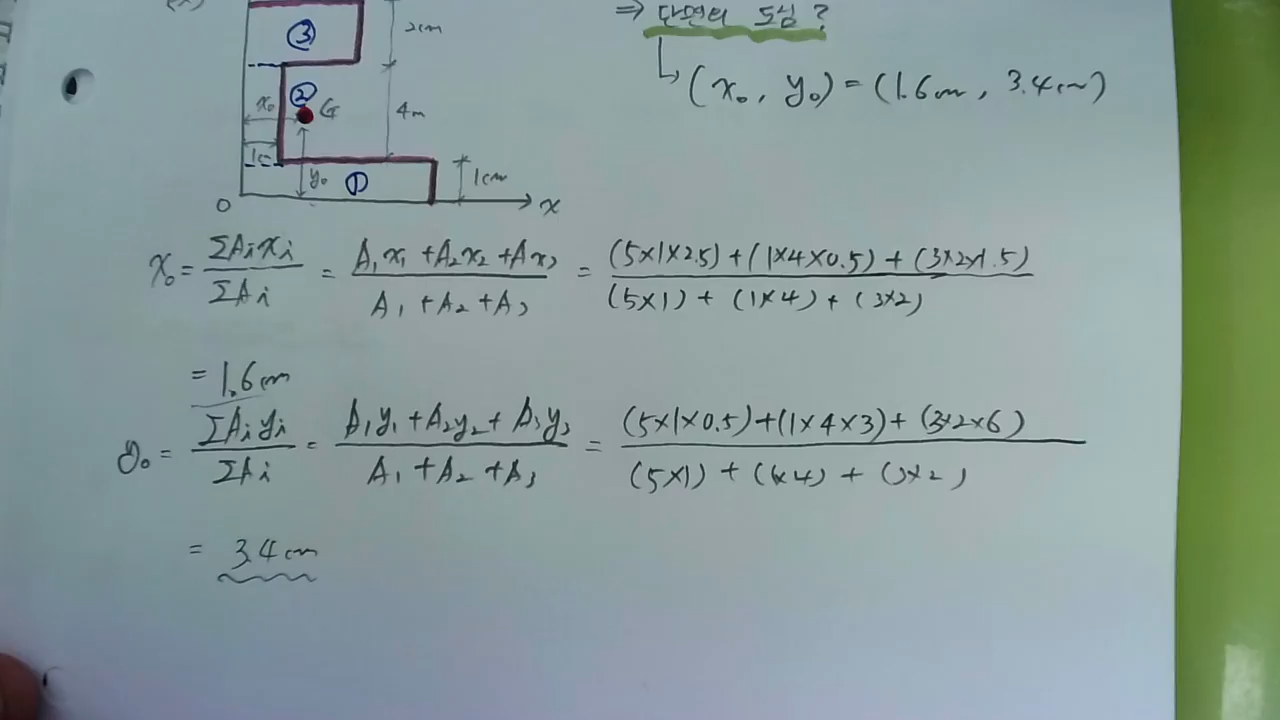 ⇒ 단면의 도심?
③ 2cm
↳ (x₀, y₀) = (1.6cm, 3.4cm)
②
x₀ G 4m
1c
y₀ ① 1cm
O x
x₀ = ΣAᵢxᵢ / ΣAᵢ = A₁x₁ + A₂x₂ + Ax₃ / A₁ + A₂ + A₃ = (5×1×2.5) + (1×4×0.5) + (3×2×1.5) / (5×1) + (1×4) + (3×2)
= 1.6cm
y₀ = ΣAᵢyᵢ / ΣAᵢ = A₁y₁ + A₂y₂ + A₃y₃ / A₁ + A₂ + A₃ = (5×1×0.5) + (1×4×3) + (3×2×6) / (5×1) + (1×4) + (3×2)
= 3.4cm